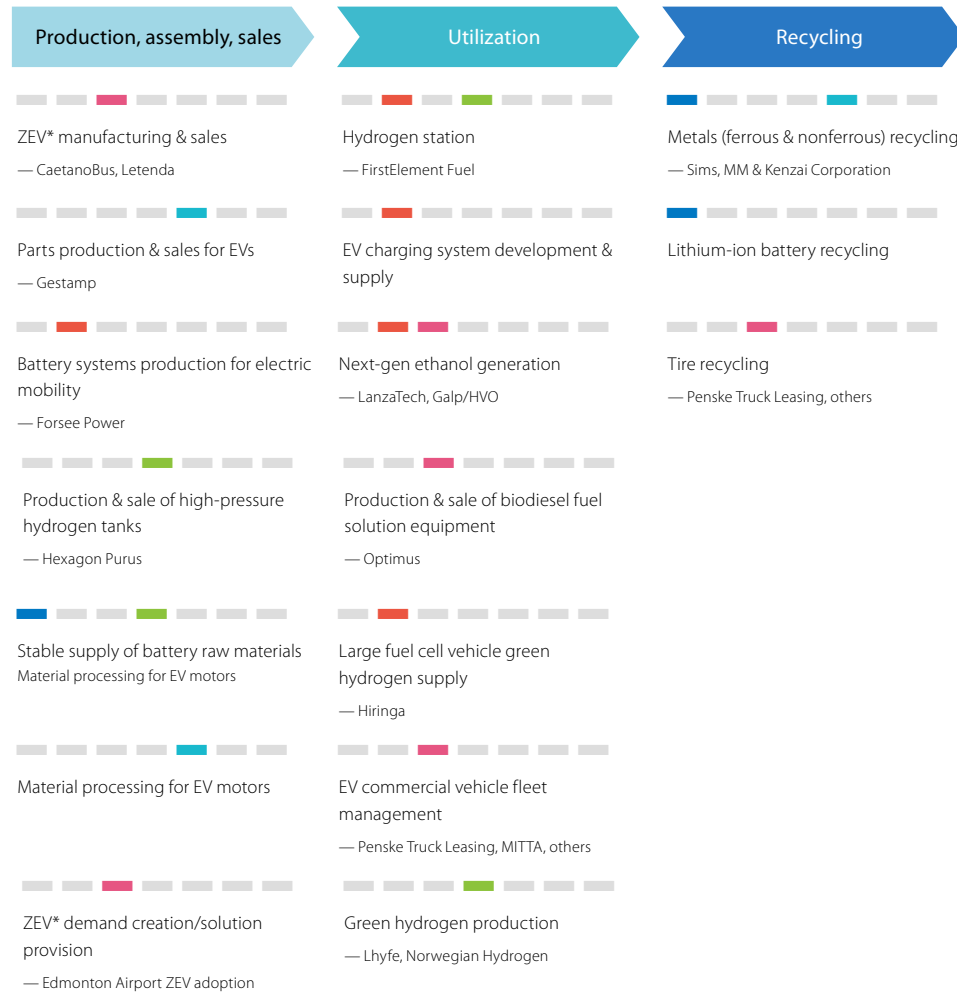 Production, assembly, sales
ZEV* manufacturing & sales
— CaetanoBus, Letenda
Parts production & sales for EVs
— Gestamp
Battery systems production for electric
mobility
— Forsee Power
Production & sale of high-pressure
hydrogen tanks
— Hexagon Purus
Stable supply of battery raw materials
Material processing for EV motors
Material processing for EV motors
ZEV* demand creation/solution
provision
— Edmonton Airport ZEV adoption
Utilization
Hydrogen station
— FirstElement Fuel
EV charging system development &
supply
Next-gen ethanol generation
— LanzaTech, Galp/HVO
Production & sale of biodiesel fuel
solution equipment
— Optimus
Large fuel cell vehicle green
hydrogen supply
— Hiringa
EV commercial vehicle fleet
management
— Penske Truck Leasing, MITTA, others
Green hydrogen production
— Lhyfe, Norwegian Hydrogen
Recycling
Metals (ferrous & nonferrous) recycling
— Sims, MM & Kenzai Corporation
Lithium-ion battery recycling
Tire recycling
— Penske Truck Leasing, others